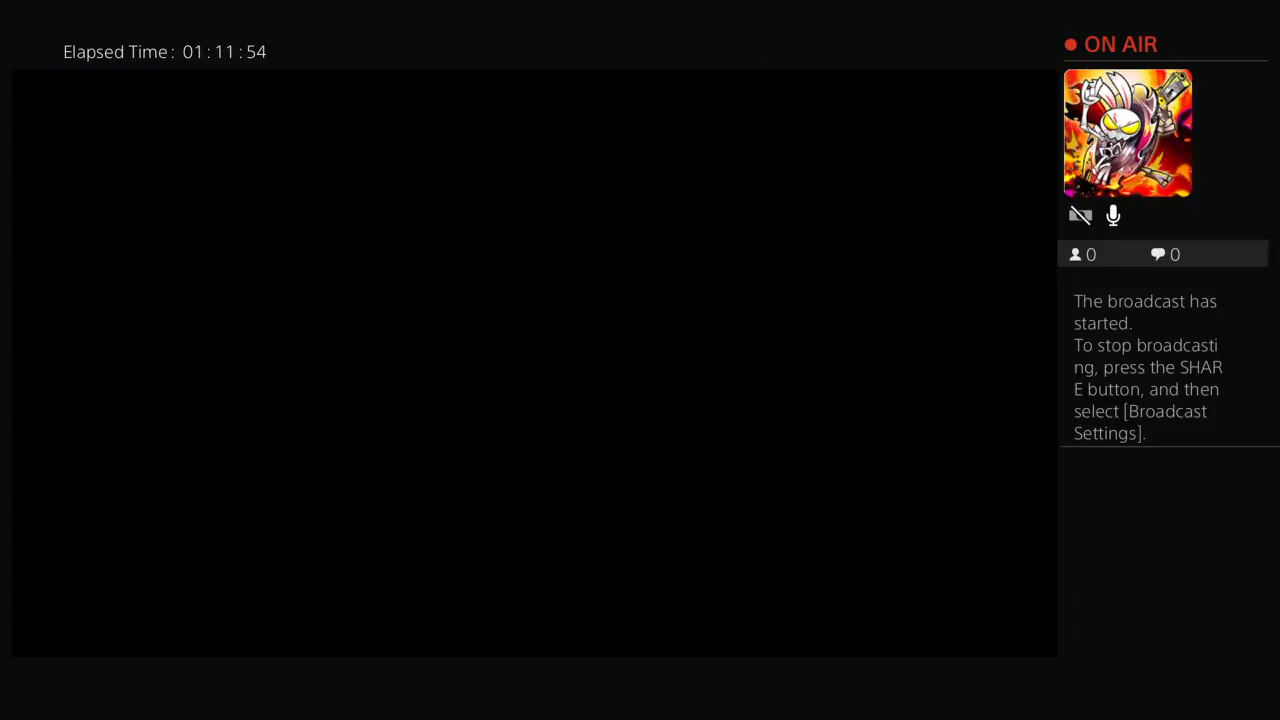 Elapsed Time: 01:11:54
ON AIR
0 0
The broadcast has
started.
To stop broadcasti
ng, press the SHAR
E button, and then
select [Broadcast
Settings].